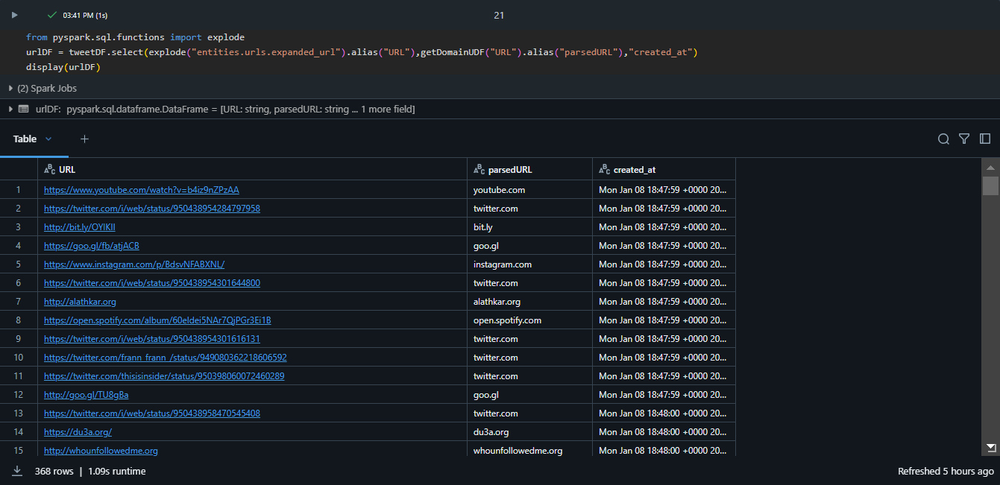 03:41 PM (1s)
21
from pyspark.sql.functions import explode
urlDF = tweetDF.select(explode("entities.urls.expanded_url").alias("URL"),getDomainUDF("URL").alias("parsedURL"),"created_at")
display(urlDF)
(2) Spark Jobs
urlDF: pyspark.sql.dataframe.DataFrame = [URL: string, parsedURL: string ... 1 more field]
Table
ABC URL ABC parsedURL ABC created_at
1 https://www.youtube.com/watch?v=b4iz9nZPzAA youtube.com Mon Jan 08 18:47:59 +0000 20...
2 https://twitter.com/i/web/status/950438954284797958 twitter.com Mon Jan 08 18:47:59 +0000 20...
3 http://bit.ly/OYlKII bit.ly Mon Jan 08 18:47:59 +0000 20...
4 https://goo.gl/fb/atjACB goo.gl Mon Jan 08 18:47:59 +0000 20...
5 https://www.instagram.com/p/BdsvNFABXNL/ instagram.com Mon Jan 08 18:47:59 +0000 20...
6 https://twitter.com/i/web/status/950438954301644800 twitter.com Mon Jan 08 18:47:59 +0000 20...
7 http://alathkar.org alathkar.org Mon Jan 08 18:47:59 +0000 20...
8 https://open.spotify.com/album/60eldei5NAr7QjPGr3Ei1B open.spotify.com Mon Jan 08 18:47:59 +0000 20...
9 https://twitter.com/i/web/status/950438954301616131 twitter.com Mon Jan 08 18:47:59 +0000 20...
10 https://twitter.com/frann_frann_/status/949080362218606592 twitter.com Mon Jan 08 18:47:59 +0000 20...
11 https://twitter.com/thisisinsider/status/950398060072460289 twitter.com Mon Jan 08 18:47:59 +0000 20...
12 http://goo.gl/TU8gBa goo.gl Mon Jan 08 18:47:59 +0000 20...
13 https://twitter.com/i/web/status/950438958470545408 twitter.com Mon Jan 08 18:48:00 +0000 20...
14 https://du3a.org/ du3a.org Mon Jan 08 18:48:00 +0000 20...
15 http://whounfollowedme.org whounfollowedme.org Mon Jan 08 18:48:00 +0000 20...
368 rows | 1.09s runtime
Refreshed 5 hours ago